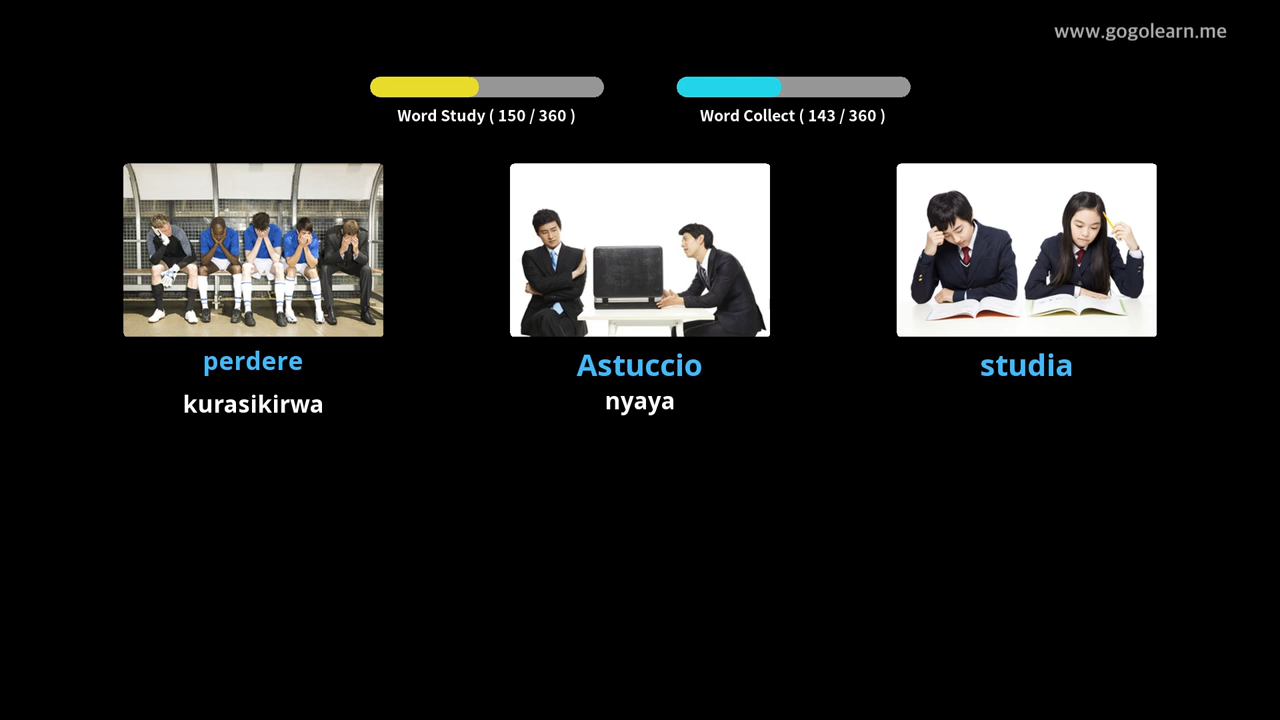 www.gogolearn.me
Word Study ( 150 / 360 )
Word Collect ( 143 / 360 )
perdere
Astuccio
studia
kurasikirwa
nyaya